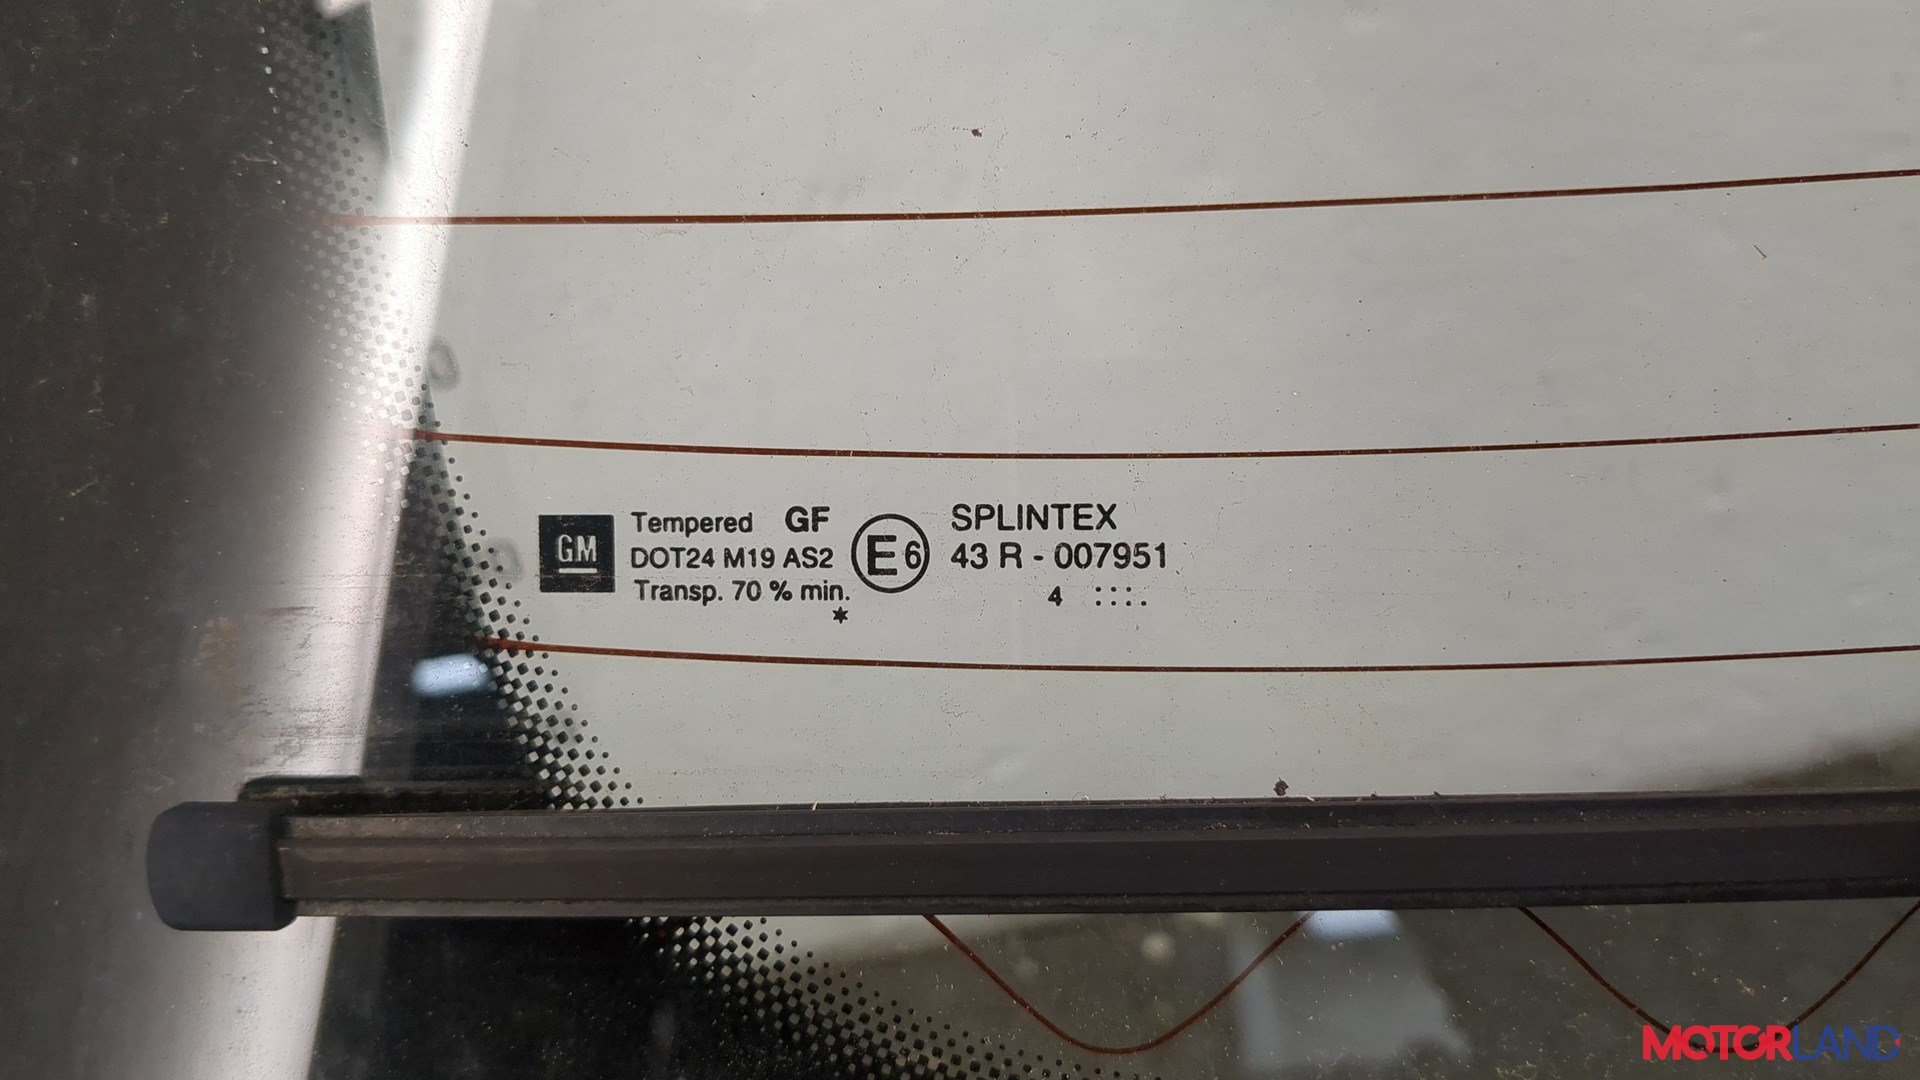 GM
Tempered GF
DOT24 M19 AS2
Transp. 70 % min.
*
E6
SPLINTEX
43 R - 007951
4 ::::.
MOTORLAND